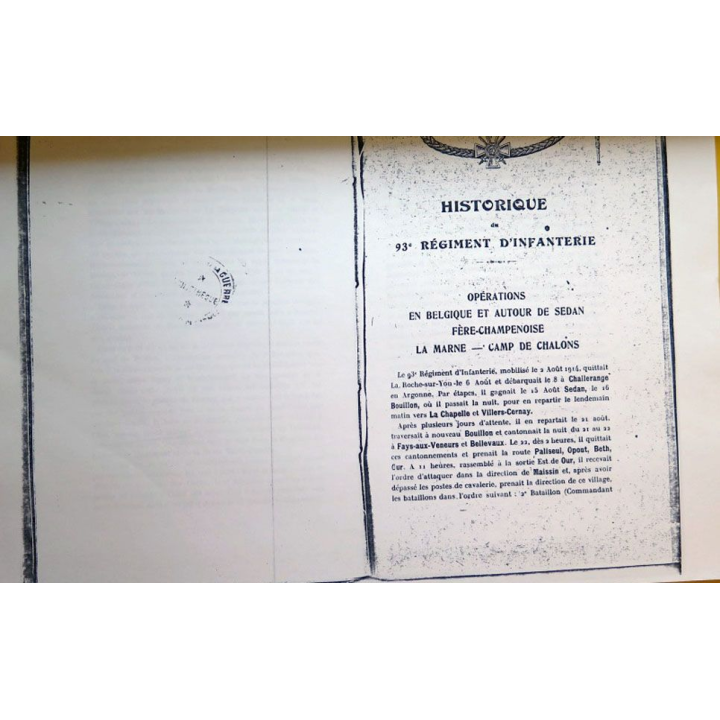 GUERRE
HISTORIQUE
du
93e RÉGIMENT D'INFANTERIE
OPÉRATIONS
EN BELGIQUE ET AUTOUR DE SEDAN
FÈRE-CHAMPENOISE
LA MARNE — CAMP DE CHALONS
Le 93e Régiment d'Infanterie, mobilisé le 2 Août 1914, quittait
La Roche-sur-Yon le 6 Août et débarquait le 8 à Challerange
en Argonne. Par étapes, il gagnait le 15 Août Sedan, le 16
Bouillon, où il passait la nuit, pour en repartir le lendemain
matin vers La Chapelle et Villers-Cernay.
Après plusieurs jours d'attente, il en repartait le 21 août,
traversait à nouveau Bouillon et cantonnait la nuit du 21 au 22
à Fays-aux-Veneurs et Bellevaux. Le 22, dès 2 heures, il quittait
ces cantonnements et prenait la route Paliseul, Opout, Beth,
Our. A 11 heures, rassemblé à la sortie Est de Our, il recevait
l'ordre d'attaquer dans la direction de Maissin et, après avoir
dépassé les postes de cavalerie, prenait la direction de ce village,
les bataillons dans l'ordre suivant : 2e Bataillon (Commandant